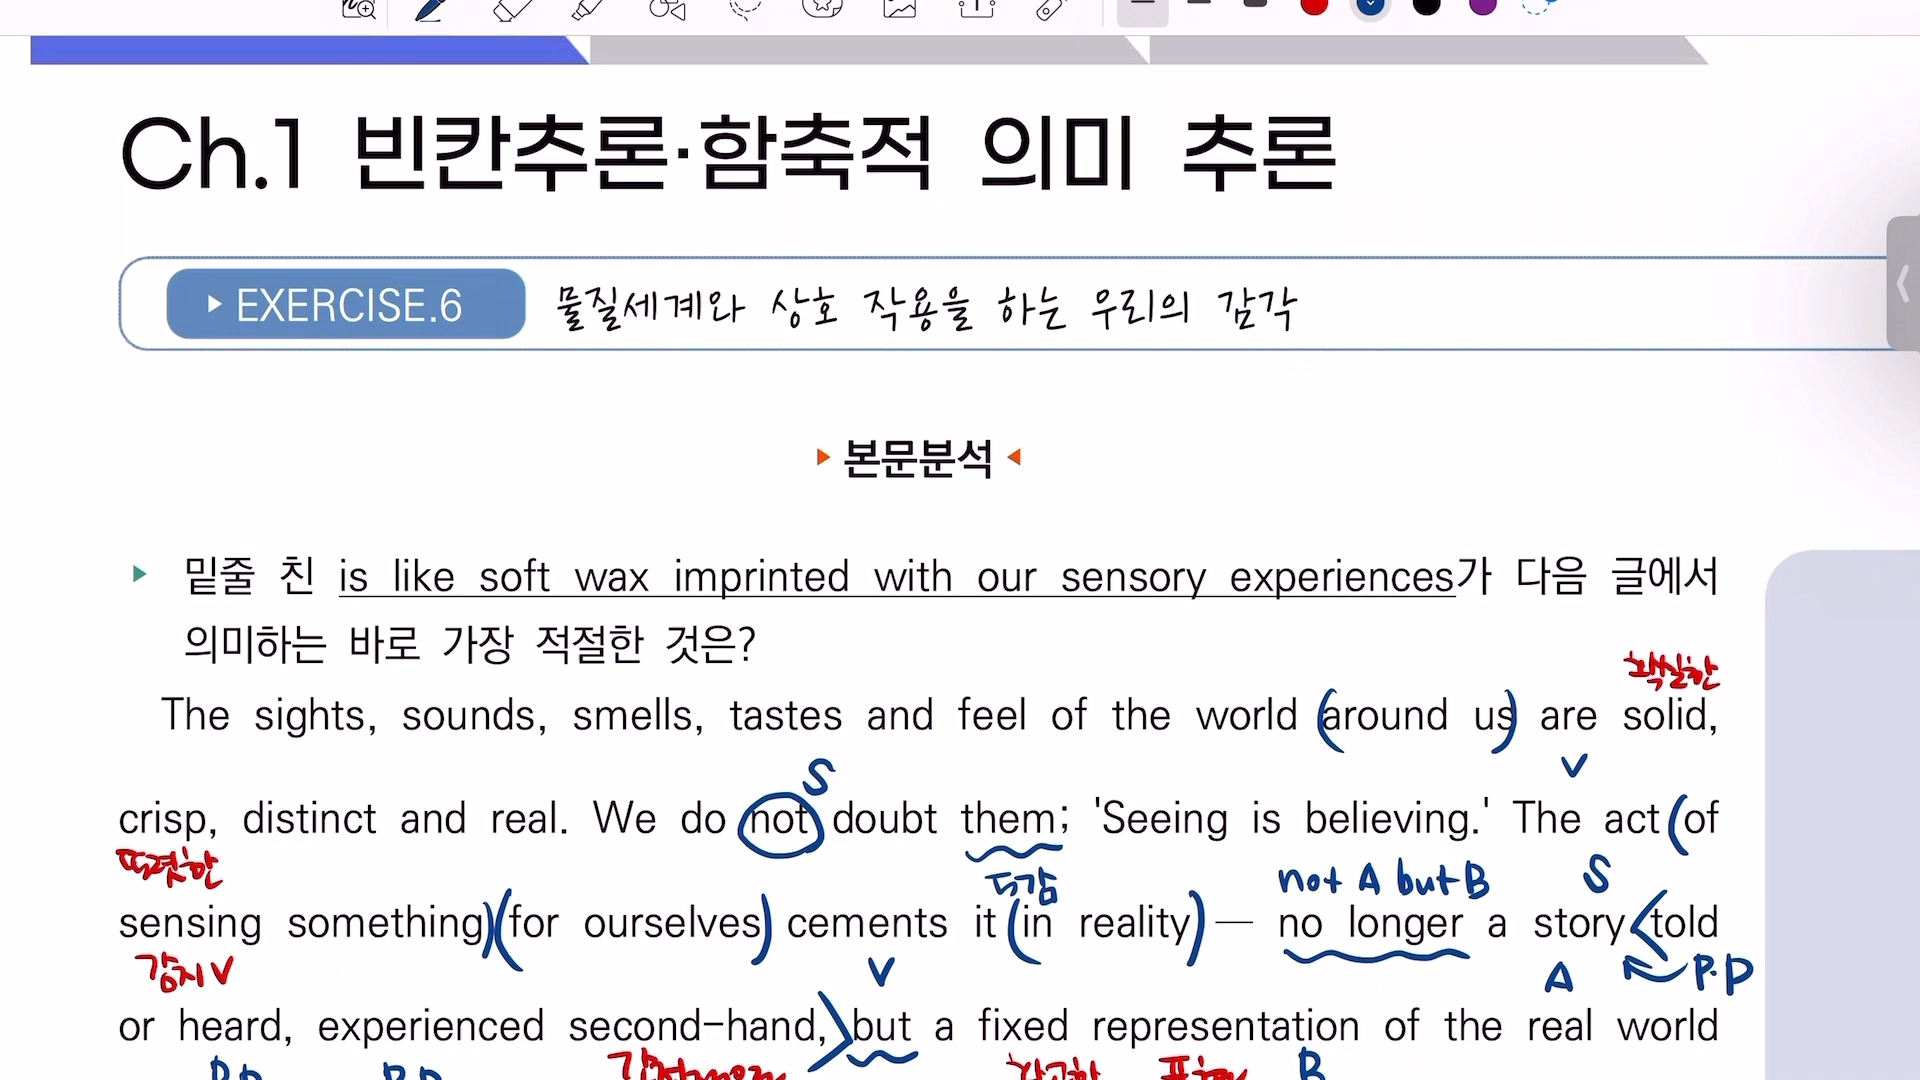 Ch.1 빈칸추론·함축적 의미 추론
▶ EXERCISE.6 물질세계와 상호 작용을 하는 우리의 감각
본문분석
밑줄 친 is like soft wax imprinted with our sensory experiences가 다음 글에서
의미하는 바로 가장 적절한 것은?
확실한
The sights, sounds, smells, tastes and feel of the world (around us) are solid,
S V
crisp, distinct and real. We do not doubt them; 'Seeing is believing.' The act (of
뚜렷한 오감 not A but B S
sensing something) (for ourselves) cements it (in reality) — no longer a story <told
감지V V A P.P
or heard, experienced second-hand,> but a fixed representation of the real world
P.P P.P B